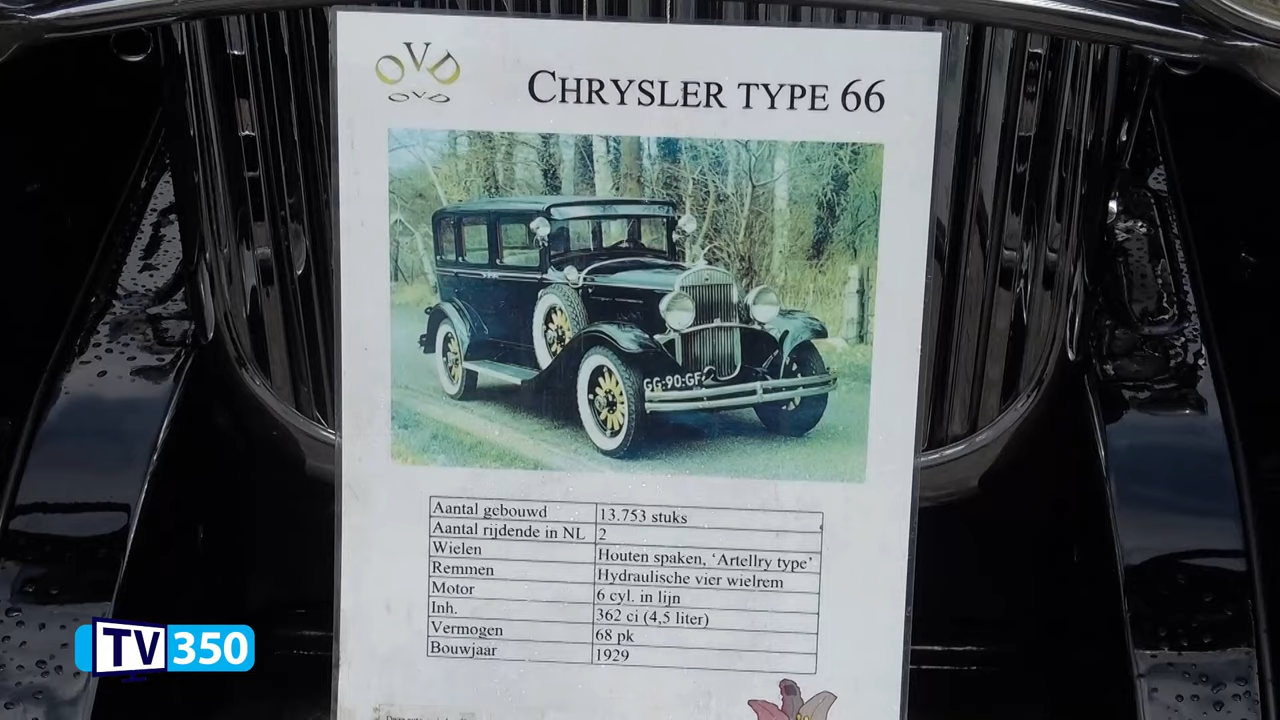 OVD
OVD
CHRYSLER TYPE 66
GG-90-GF
Aantal gebouwd 13.753 stuks
Aantal rijdende in NL 2
Wielen Houten spaken, ‘Artellry type’
Remmen Hydraulische vier wielrem
Motor 6 cyl. in lijn
Inh. 362 ci (4,5 liter)
Vermogen 68 pk
Bouwjaar 1929
TV350